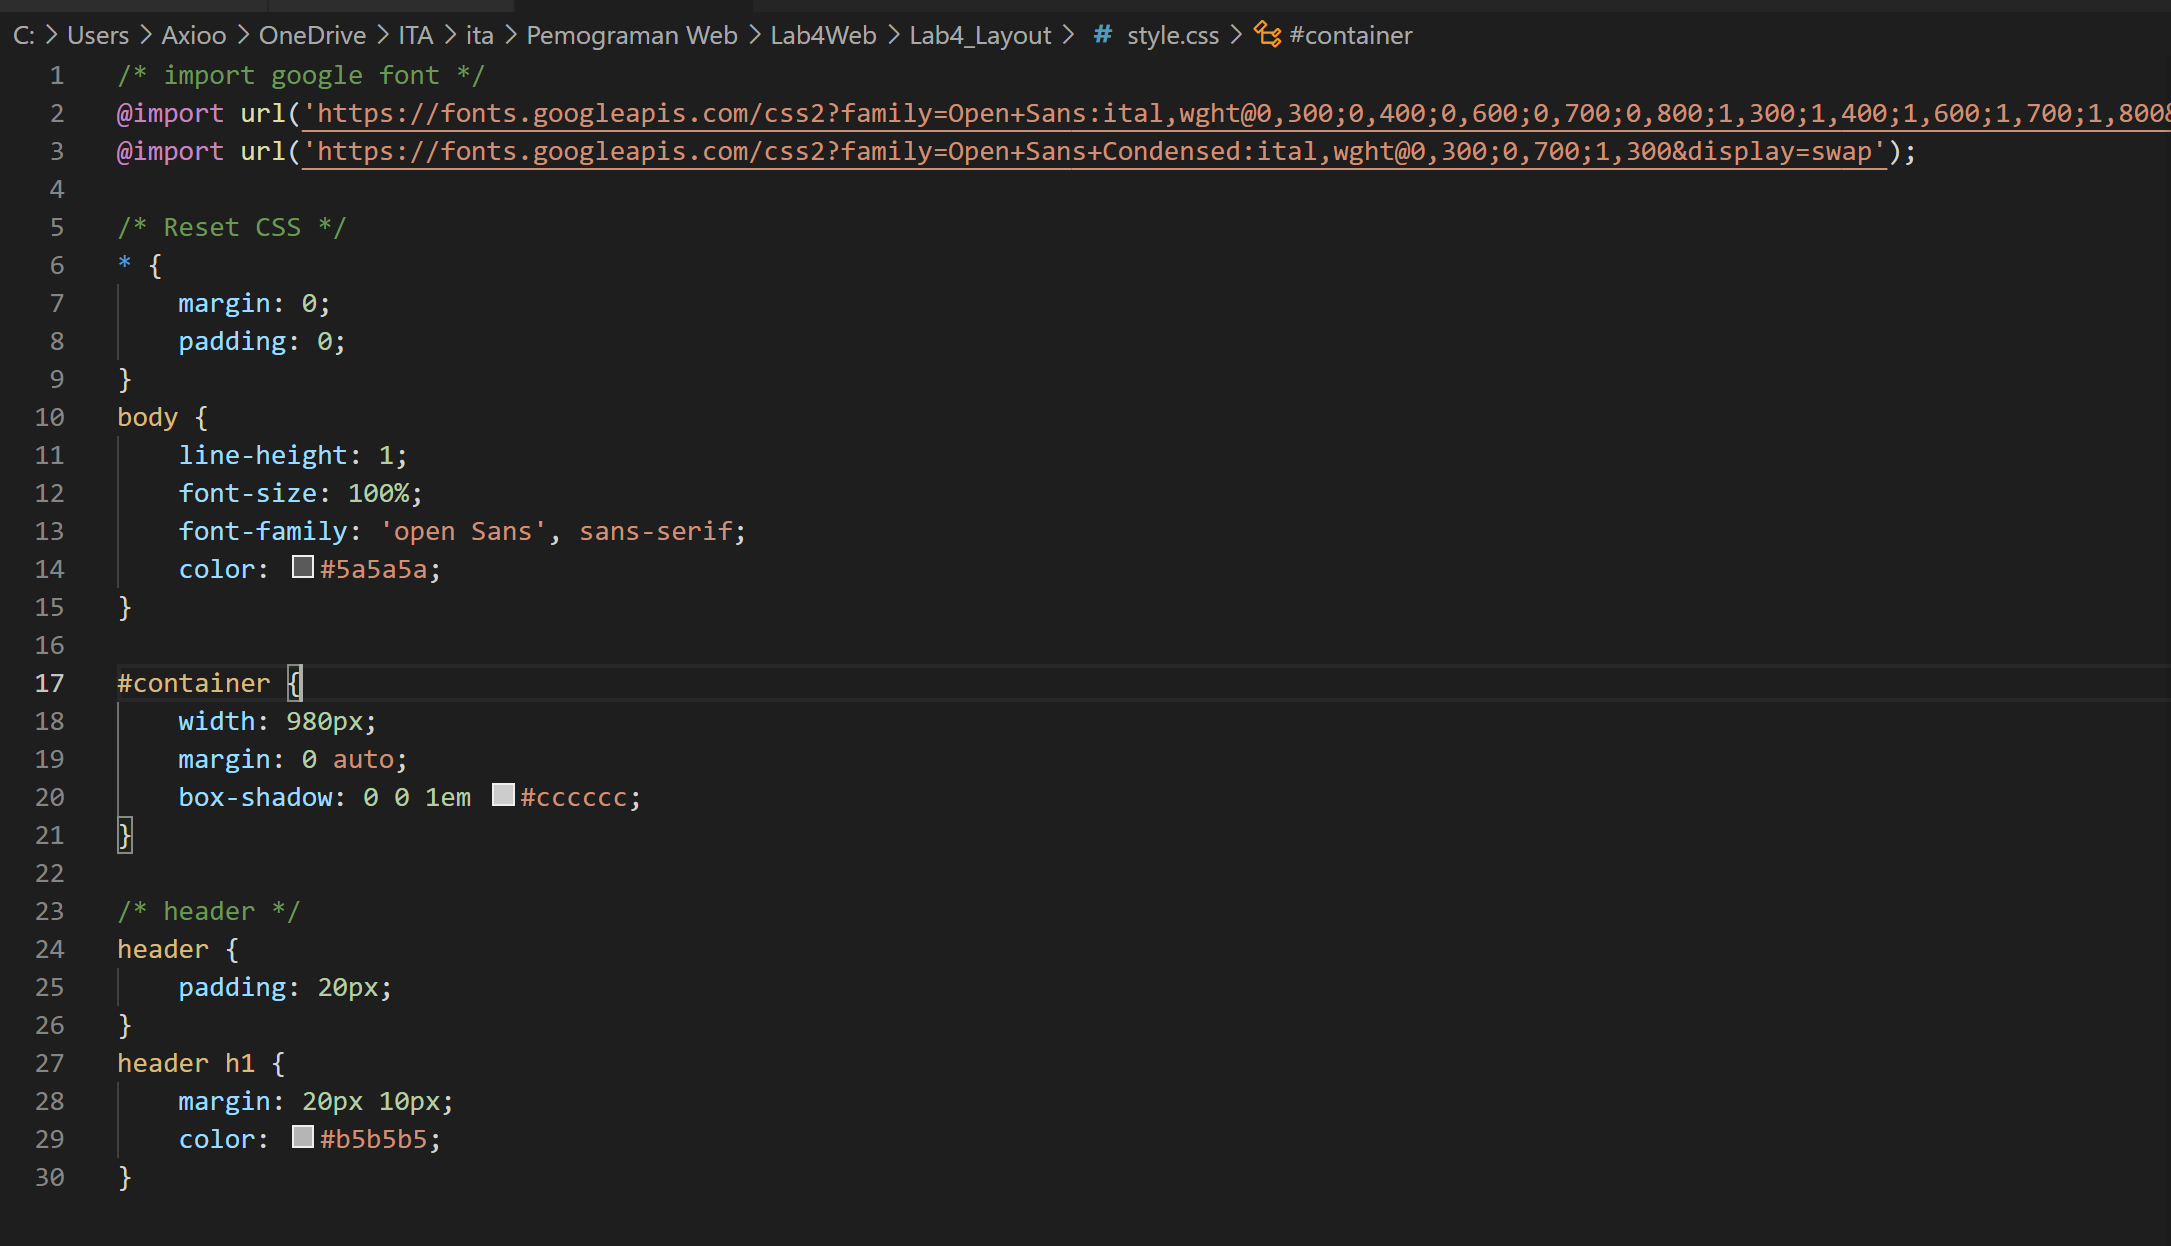 C: > Users > Axioo > OneDrive > ITA > ita > Pemograman Web > Lab4Web > Lab4_Layout > # style.css > #container
1 /* import google font */
2 @import url('https://fonts.googleapis.com/css2?family=Open+Sans:ital,wght@0,300;0,400;0,600;0,700;0,800;1,300;1,400;1,600;1,700;1,800&
3 @import url('https://fonts.googleapis.com/css2?family=Open+Sans+Condensed:ital,wght@0,300;0,700;1,300&display=swap');
4
5 /* Reset CSS */
6 * {
7     margin: 0;
8     padding: 0;
9 }
10 body {
11     line-height: 1;
12     font-size: 100%;
13     font-family: 'open Sans', sans-serif;
14     color: #5a5a5a;
15 }
16
17 #container {
18     width: 980px;
19     margin: 0 auto;
20     box-shadow: 0 0 1em #cccccc;
21 }
22
23 /* header */
24 header {
25     padding: 20px;
26 }
27 header h1 {
28     margin: 20px 10px;
29     color: #b5b5b5;
30 }